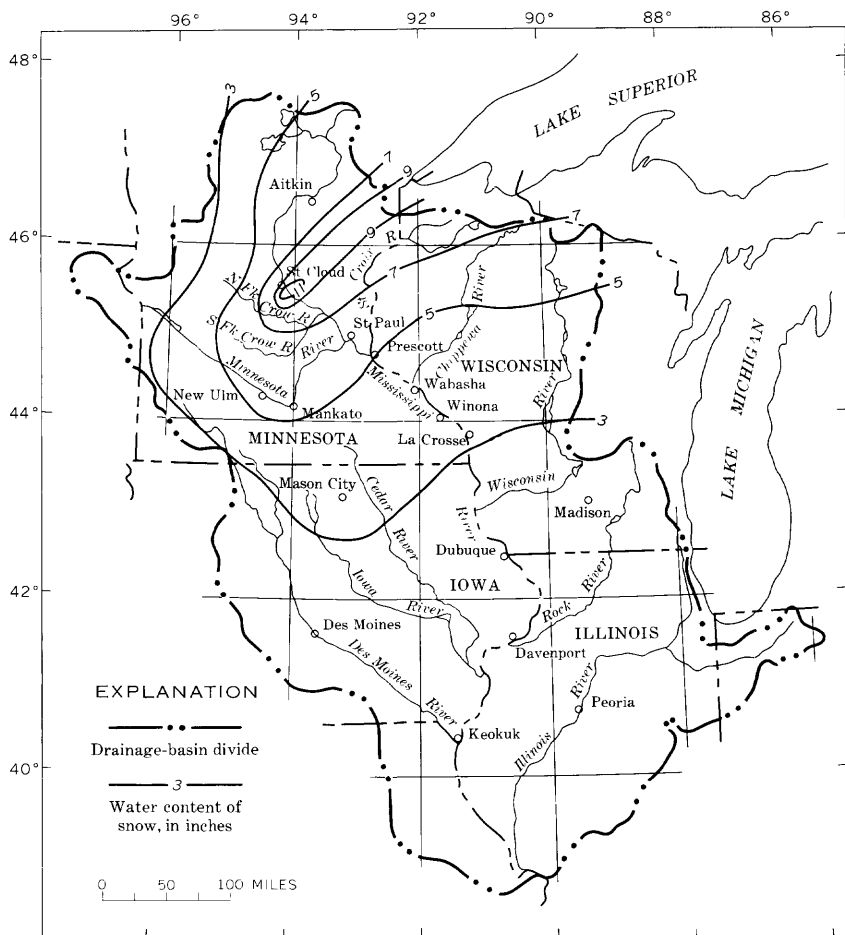 96° 94° 92° 90° 88° 86°
48°
46°
44°
42°
40°
3
5
7
9
9
7
5
3
7
5
11
LAKE SUPERIOR
LAKE MICHIGAN
Aitkin
St Cloud
N Fk Crow R
S Fk Crow R
St Croix R
River
St Paul
Prescott
Minnesota
Mississippi
Chippewa River
WISCONSIN
River
Wabasha
Winona
New Ulm
Mankato
MINNESOTA
La Crosse
Mason City
Cedar River
Wisconsin
River
Madison
Dubuque
IOWA
Iowa River
Rock River
Des Moines
Des Moines River
Davenport
ILLINOIS
Keokuk
Peoria
Illinois River
EXPLANATION
Drainage-basin divide
3
Water content of
snow, in inches
0 50 100 MILES